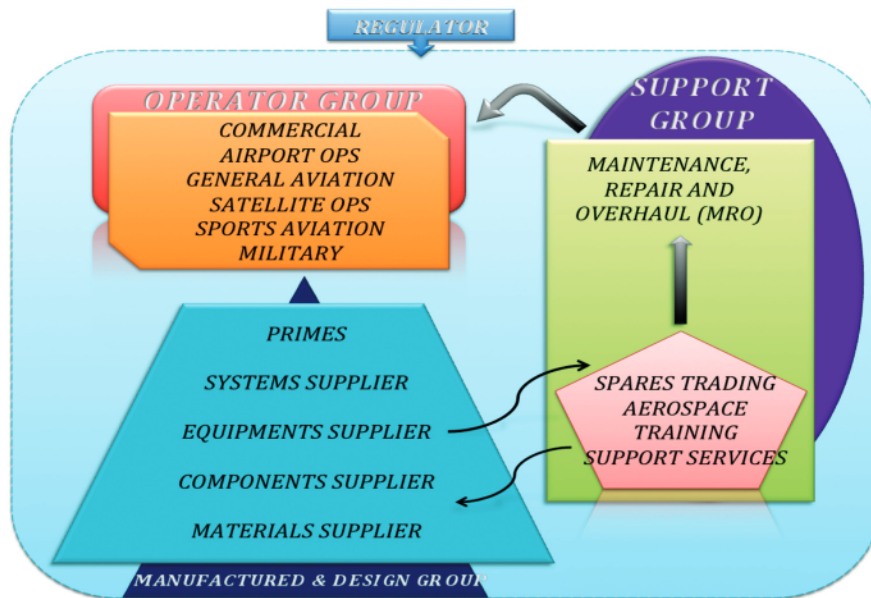 REGULATOR
OPERATOR GROUP
COMMERCIAL
AIRPORT OPS
GENERAL AVIATION
SATELLITE OPS
SPORTS AVIATION
MILITARY
SUPPORT
GROUP
MAINTENANCE,
REPAIR AND
OVERHAUL (MRO)
PRIMES
SYSTEMS SUPPLIER
EQUIPMENTS SUPPLIER
COMPONENTS SUPPLIER
MATERIALS SUPPLIER
SPARES TRADING
AEROSPACE
TRAINING
SUPPORT SERVICES
MANUFACTURED & DESIGN GROUP